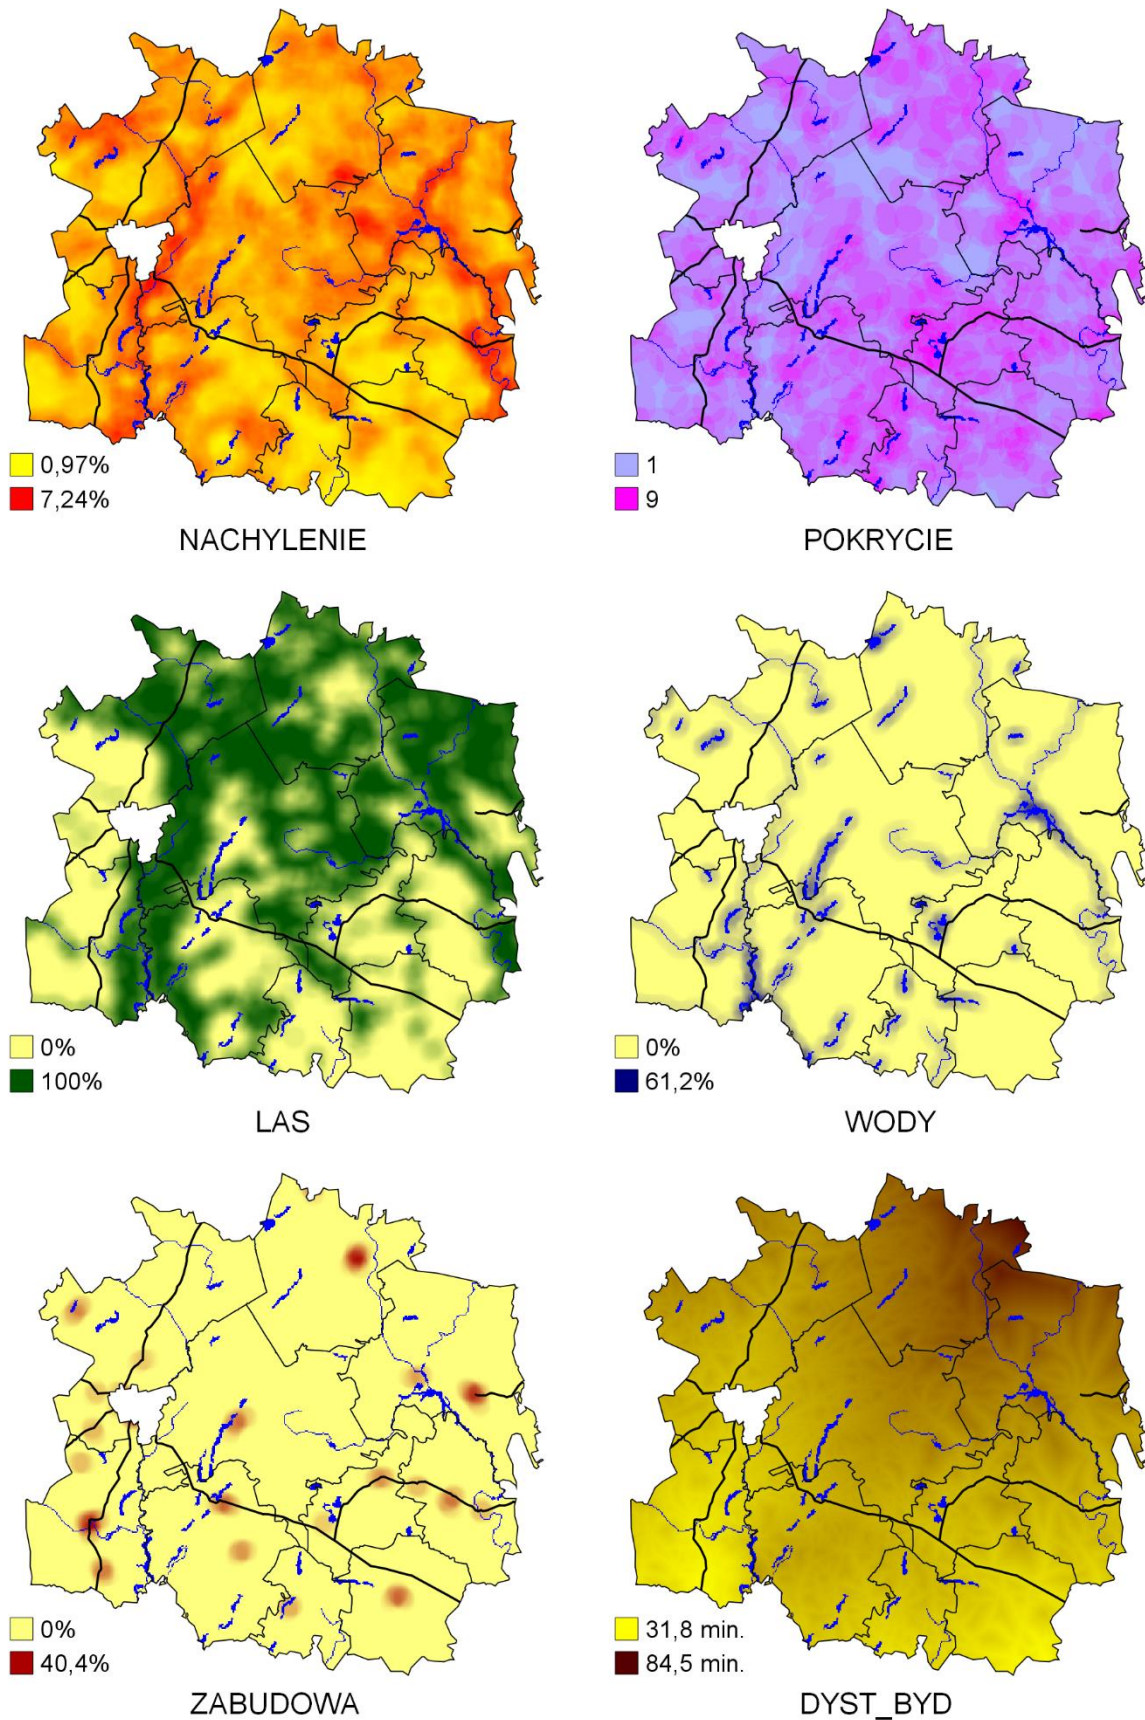 0,97%
7,24%
NACHYLENIE
1
9
POKRYCIE
0%
100%
LAS
0%
61,2%
WODY
0%
40,4%
ZABUDOWA
31,8 min.
84,5 min.
DYST_BYD